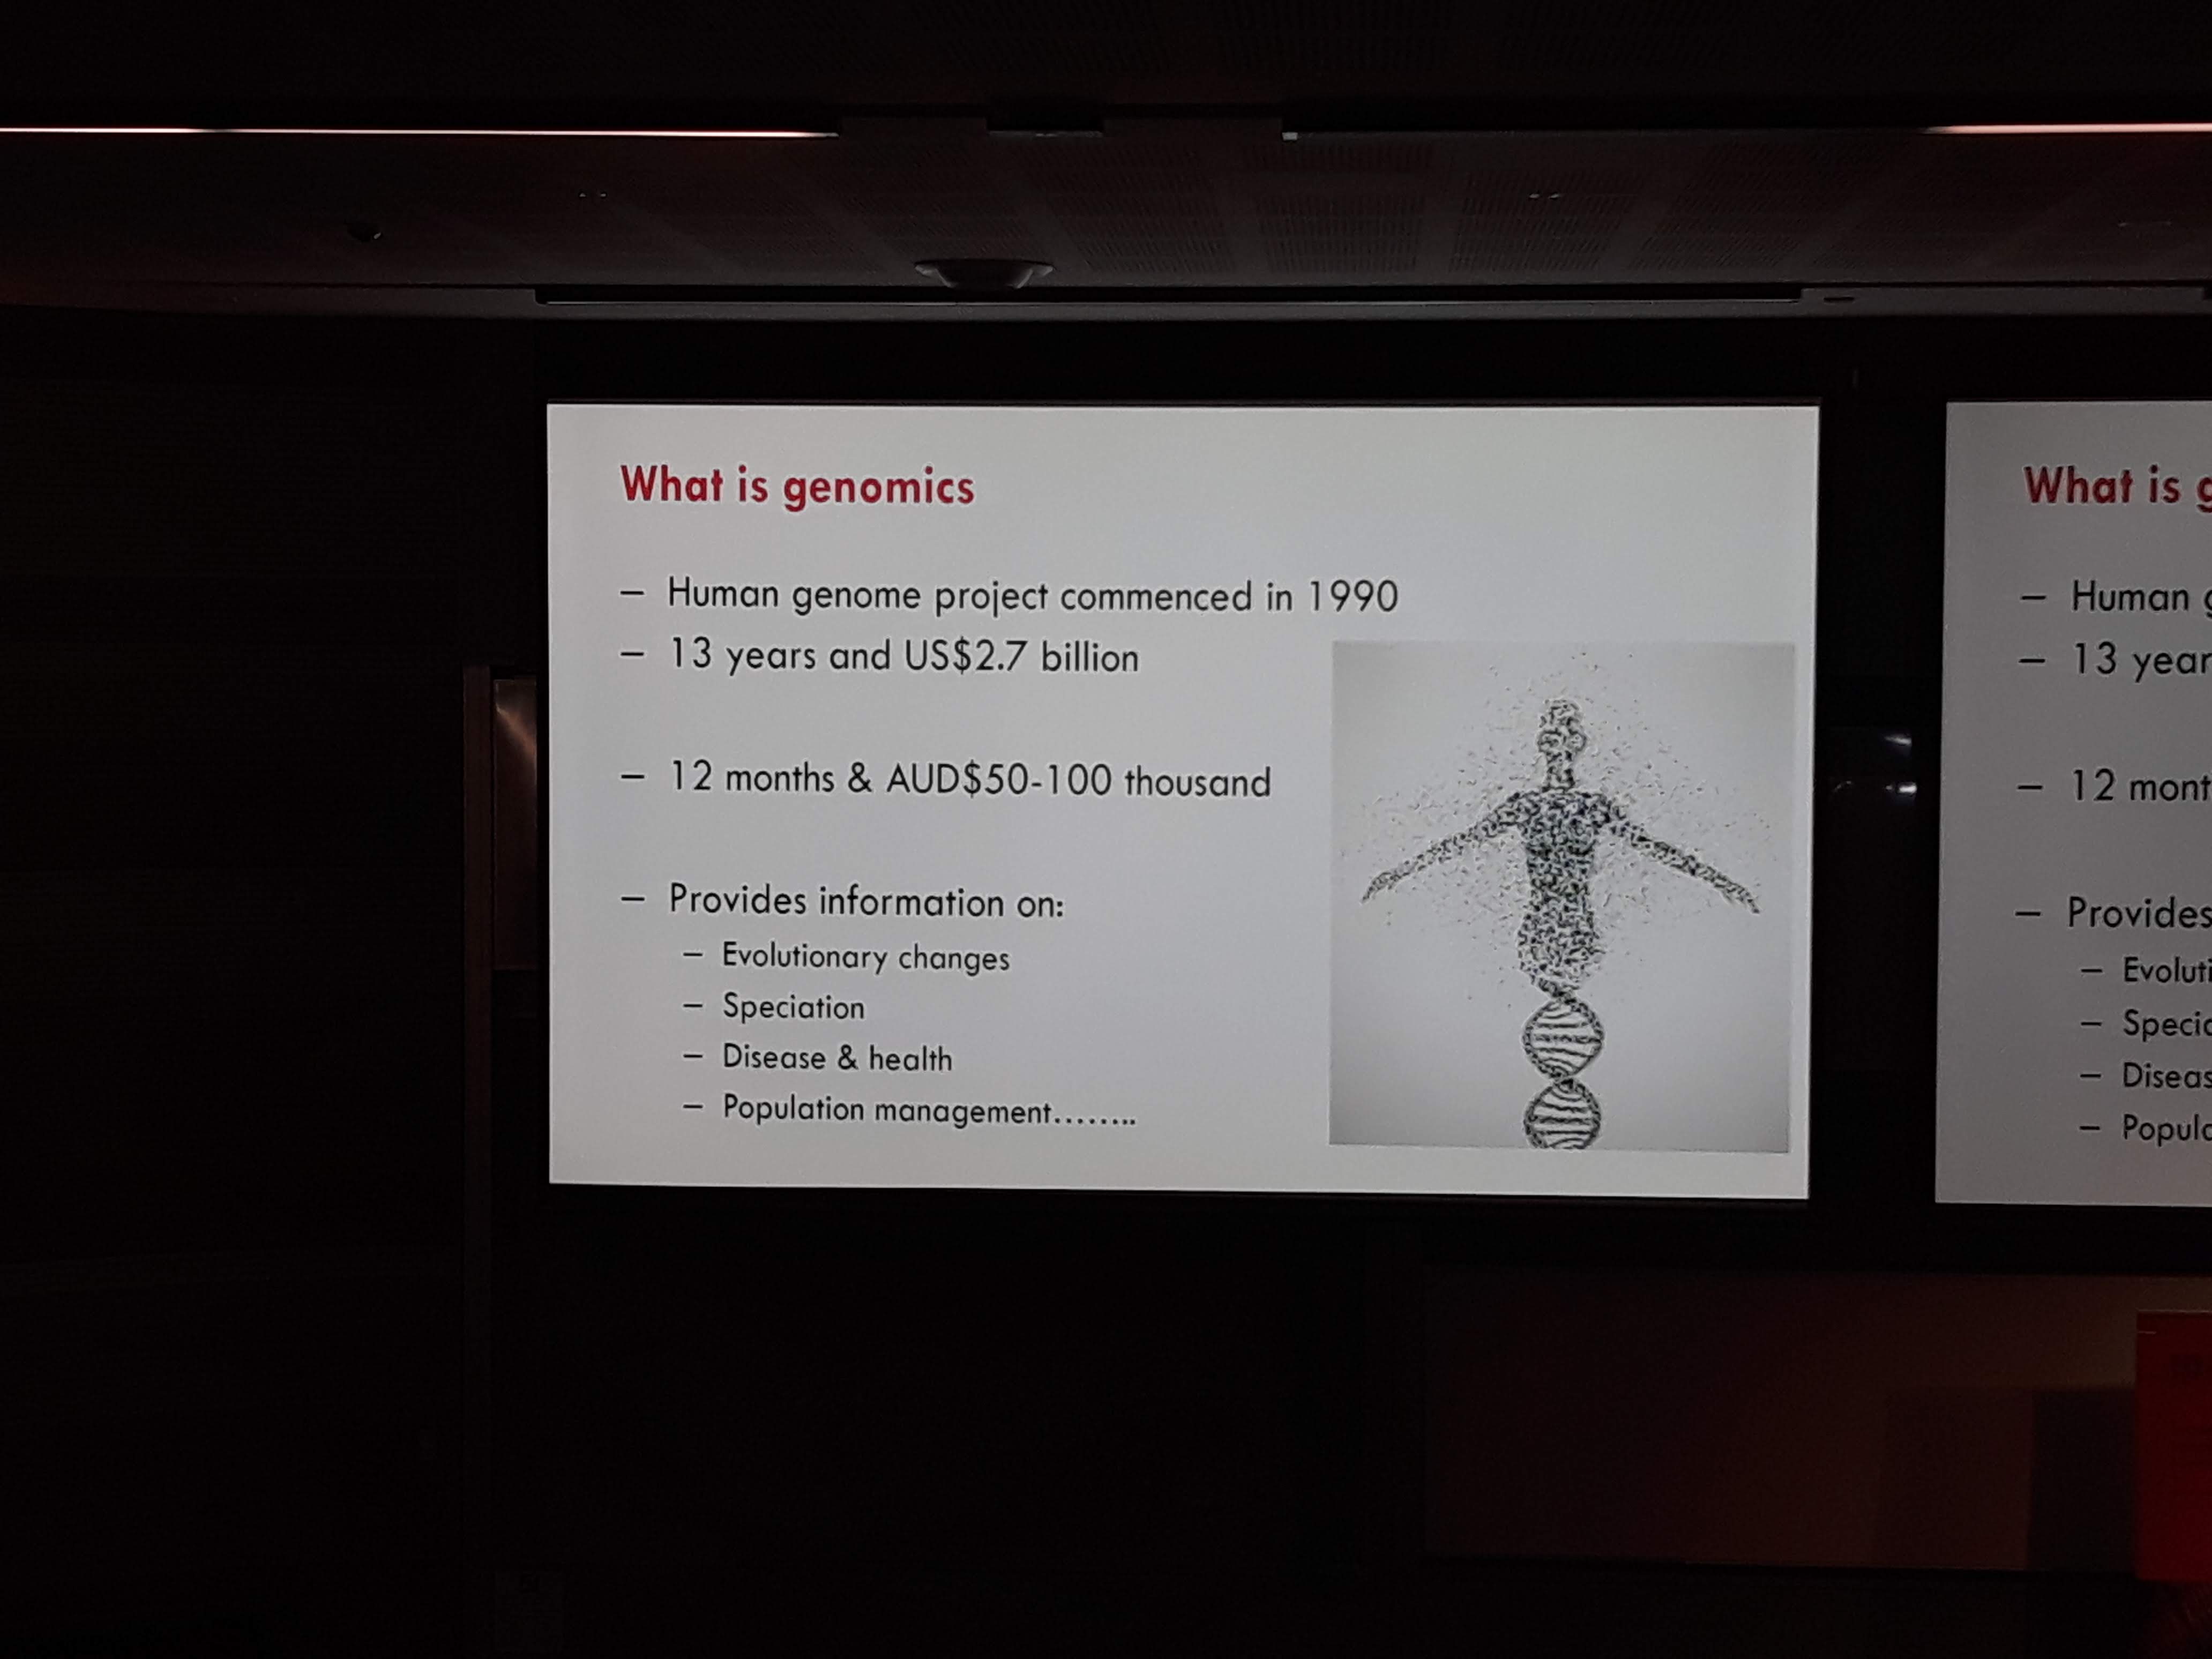 What is genomics
– Human genome project commenced in 1990
– 13 years and US$2.7 billion
– 12 months & AUD$50-100 thousand
– Provides information on:
– Evolutionary changes
– Speciation
– Disease & health
– Population management........
What is g
– Human g
– 13 year
– 12 mont
– Provides
– Evoluti
– Specia
– Diseas
– Popula